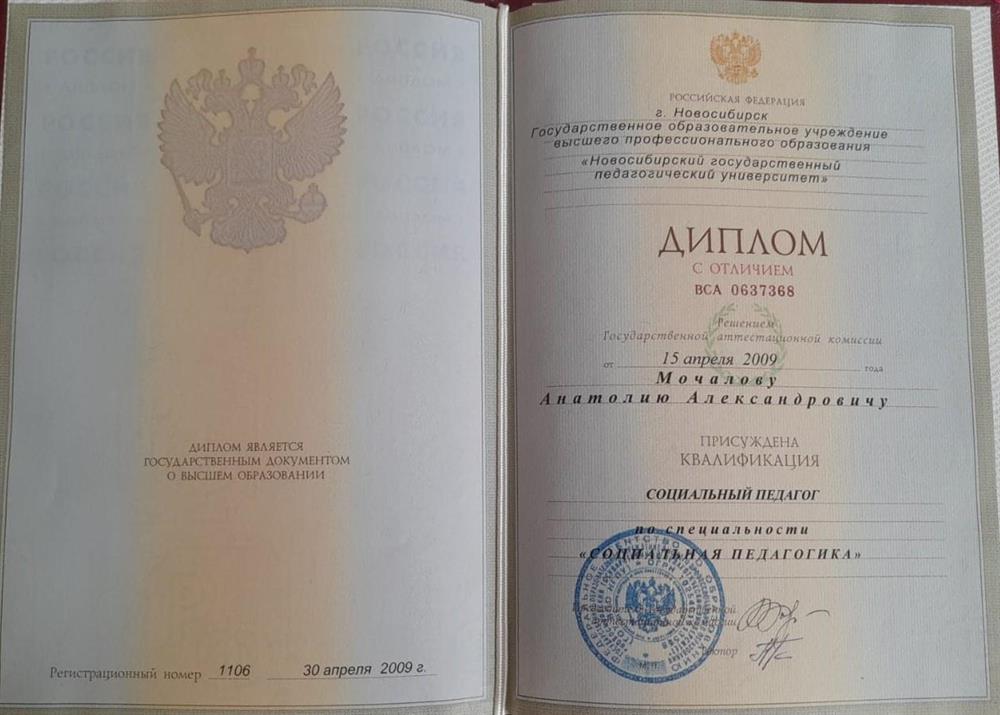 ДИПЛОМ ЯВЛЯЕТСЯ
ГОСУДАРСТВЕННЫМ ДОКУМЕНТОМ
О ВЫСШЕМ ОБРАЗОВАНИИ
Регистрационный номер 1106 30 апреля 2009 г.
РОССИЙСКАЯ ФЕДЕРАЦИЯ
г. Новосибирск
Государственное образовательное учреждение
высшего профессионального образования
«Новосибирский государственный
педагогический университет»
ДИПЛОМ
С ОТЛИЧИЕМ
ВСА 0637368
Решением
Государственной аттестационной комиссии
от 15 апреля 2009 года
Мочалову
Анатолию Александровичу
ПРИСУЖДЕНА
КВАЛИФИКАЦИЯ
СОЦИАЛЬНЫЙ ПЕДАГОГ
по специальности
«СОЦИАЛЬНАЯ ПЕДАГОГИКА»